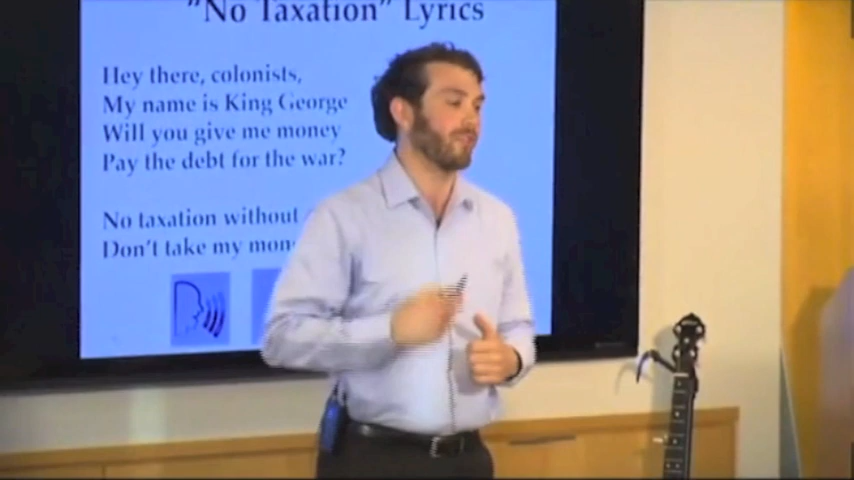 "No Taxation" Lyrics
Hey there, colonists,
My name is King George
Will you give me money
Pay the debt for the war?
No taxation without
Don't take my